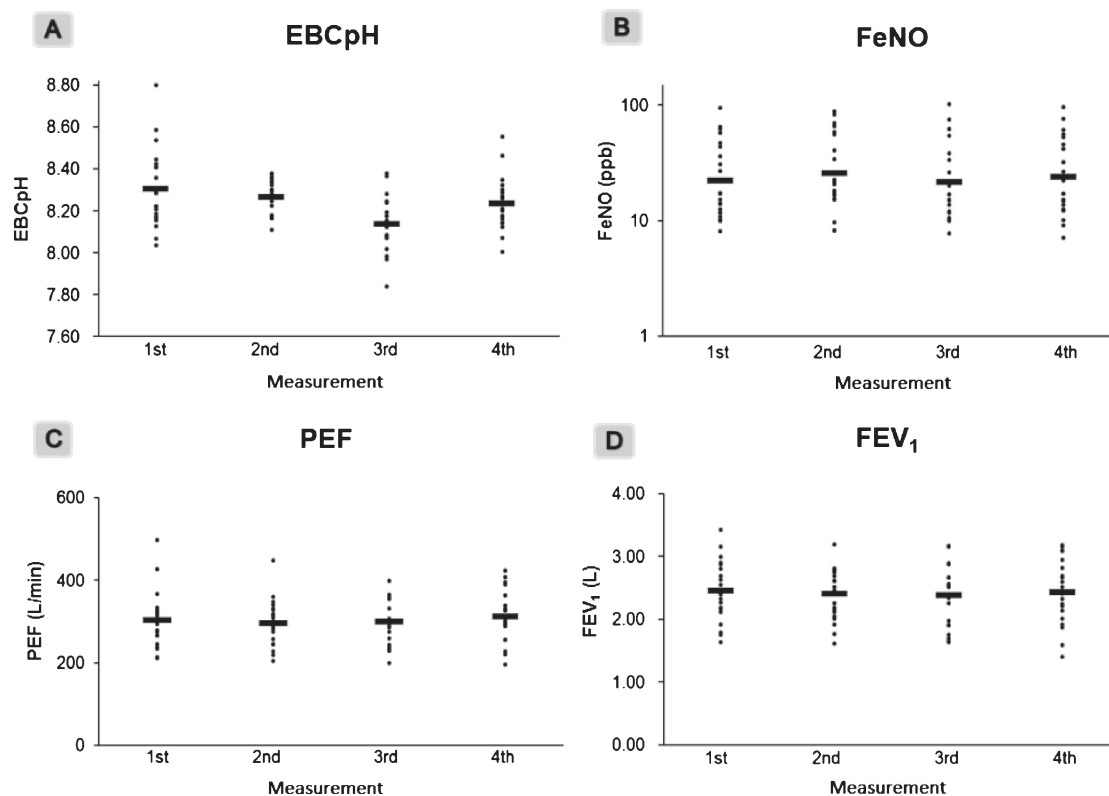 A
EBCpH
8.80
8.60
8.40
8.20
8.00
7.80
7.60
EBCpH
1st 2nd 3rd 4th
Measurement
B
FeNO
100
10
1
FeNO (ppb)
1st 2nd 3rd 4th
Measurement
C
PEF
600
400
200
0
PEF (L/min)
1st 2nd 3rd 4th
Measurement
D
FEV₁
4.00
3.00
2.00
1.00
0.00
FEV₁ (L)
1st 2nd 3rd 4th
Measurement